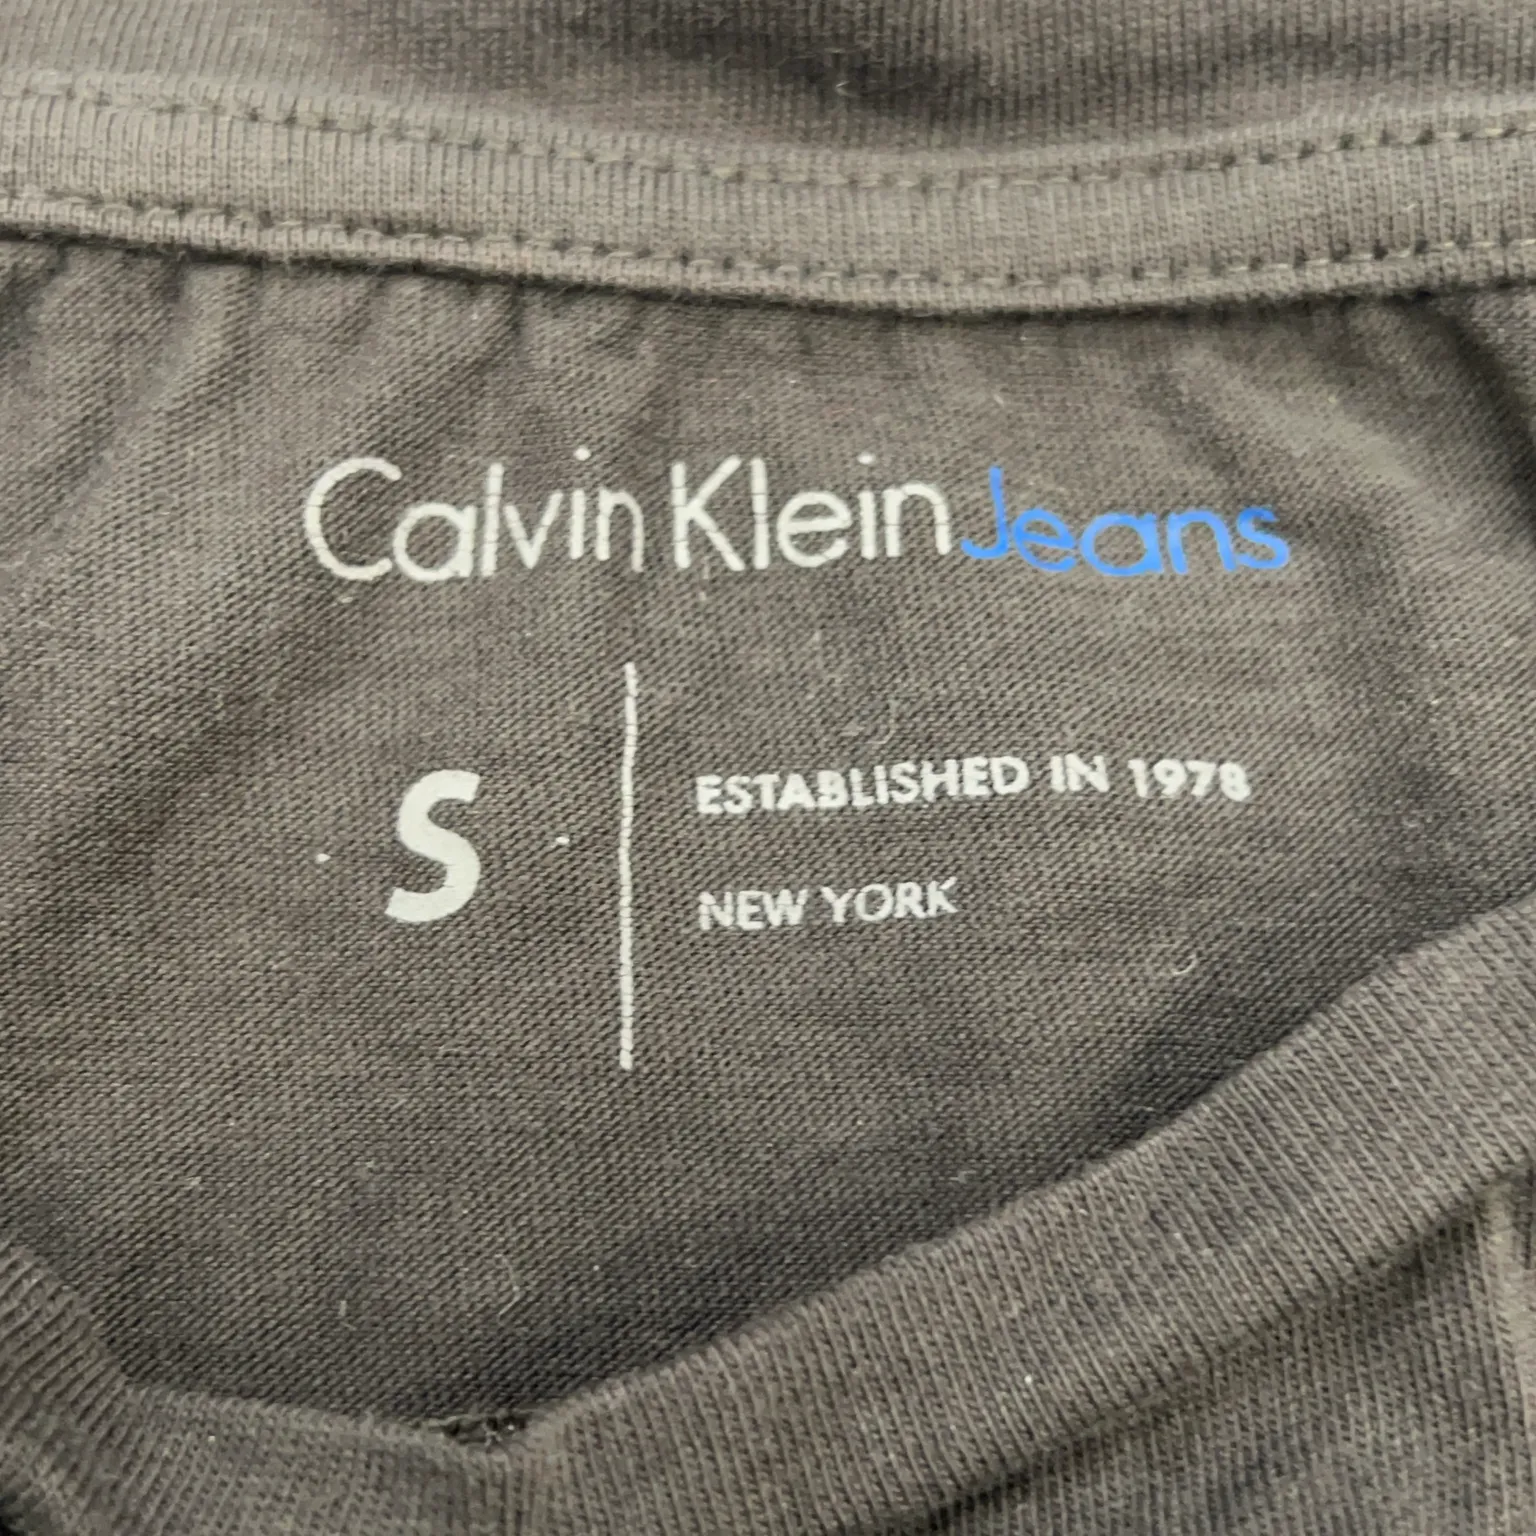 Calvin Klein Jeans
S
ESTABLISHED IN 1978
NEW YORK